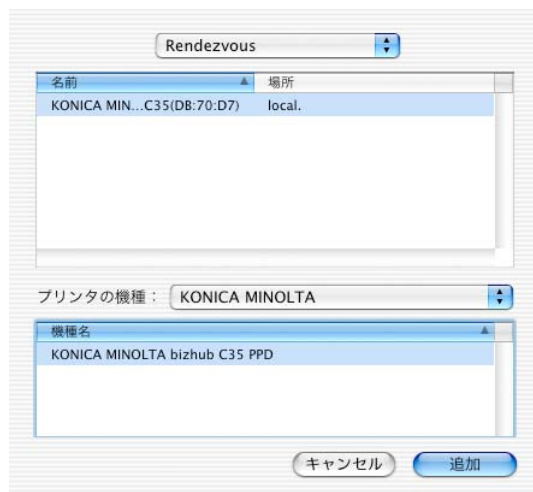 Rendezvous
名前 場所
KONICA MIN...C35(DB:70:D7) local.
プリンタの機種： KONICA MINOLTA
機種名
KONICA MINOLTA bizhub C35 PPD
キャンセル 追加